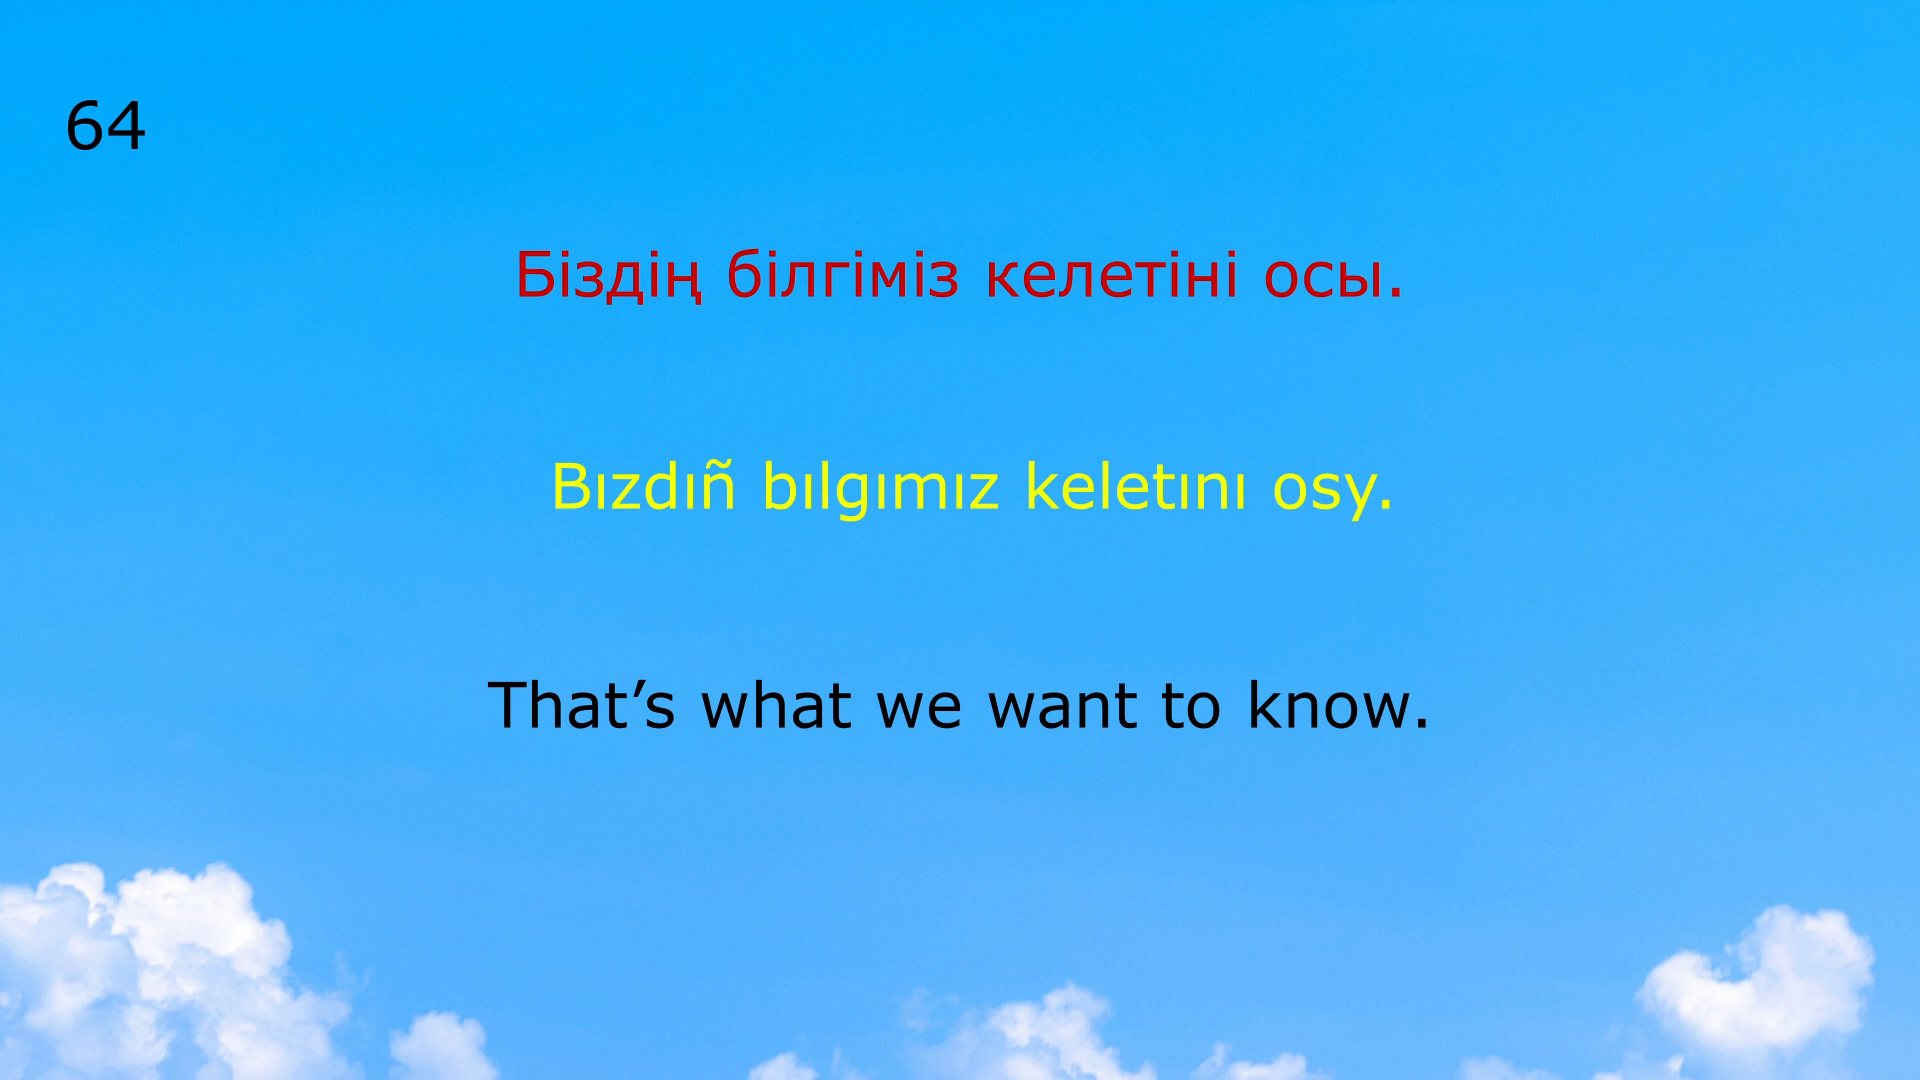 64
Біздің білгіміз келетіні осы.
Bızdıñ bılgımız keletını osy.
That’s what we want to know.